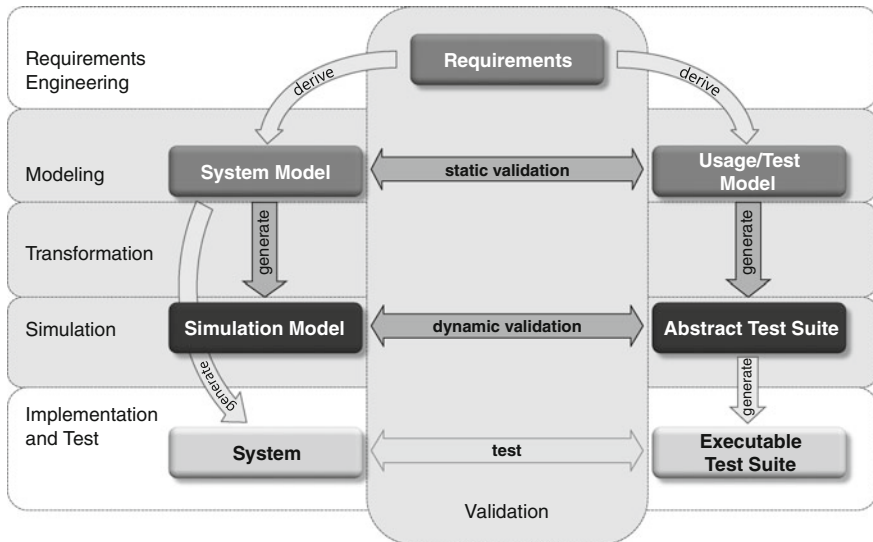 Requirements
Engineering
Requirements
derive
derive
Modeling
System Model
static validation
Usage/Test
Model
Transformation
generate
generate
Simulation
Simulation Model
dynamic validation
Abstract Test Suite
generate
generate
Implementation
and Test
System
test
Executable
Test Suite
Validation